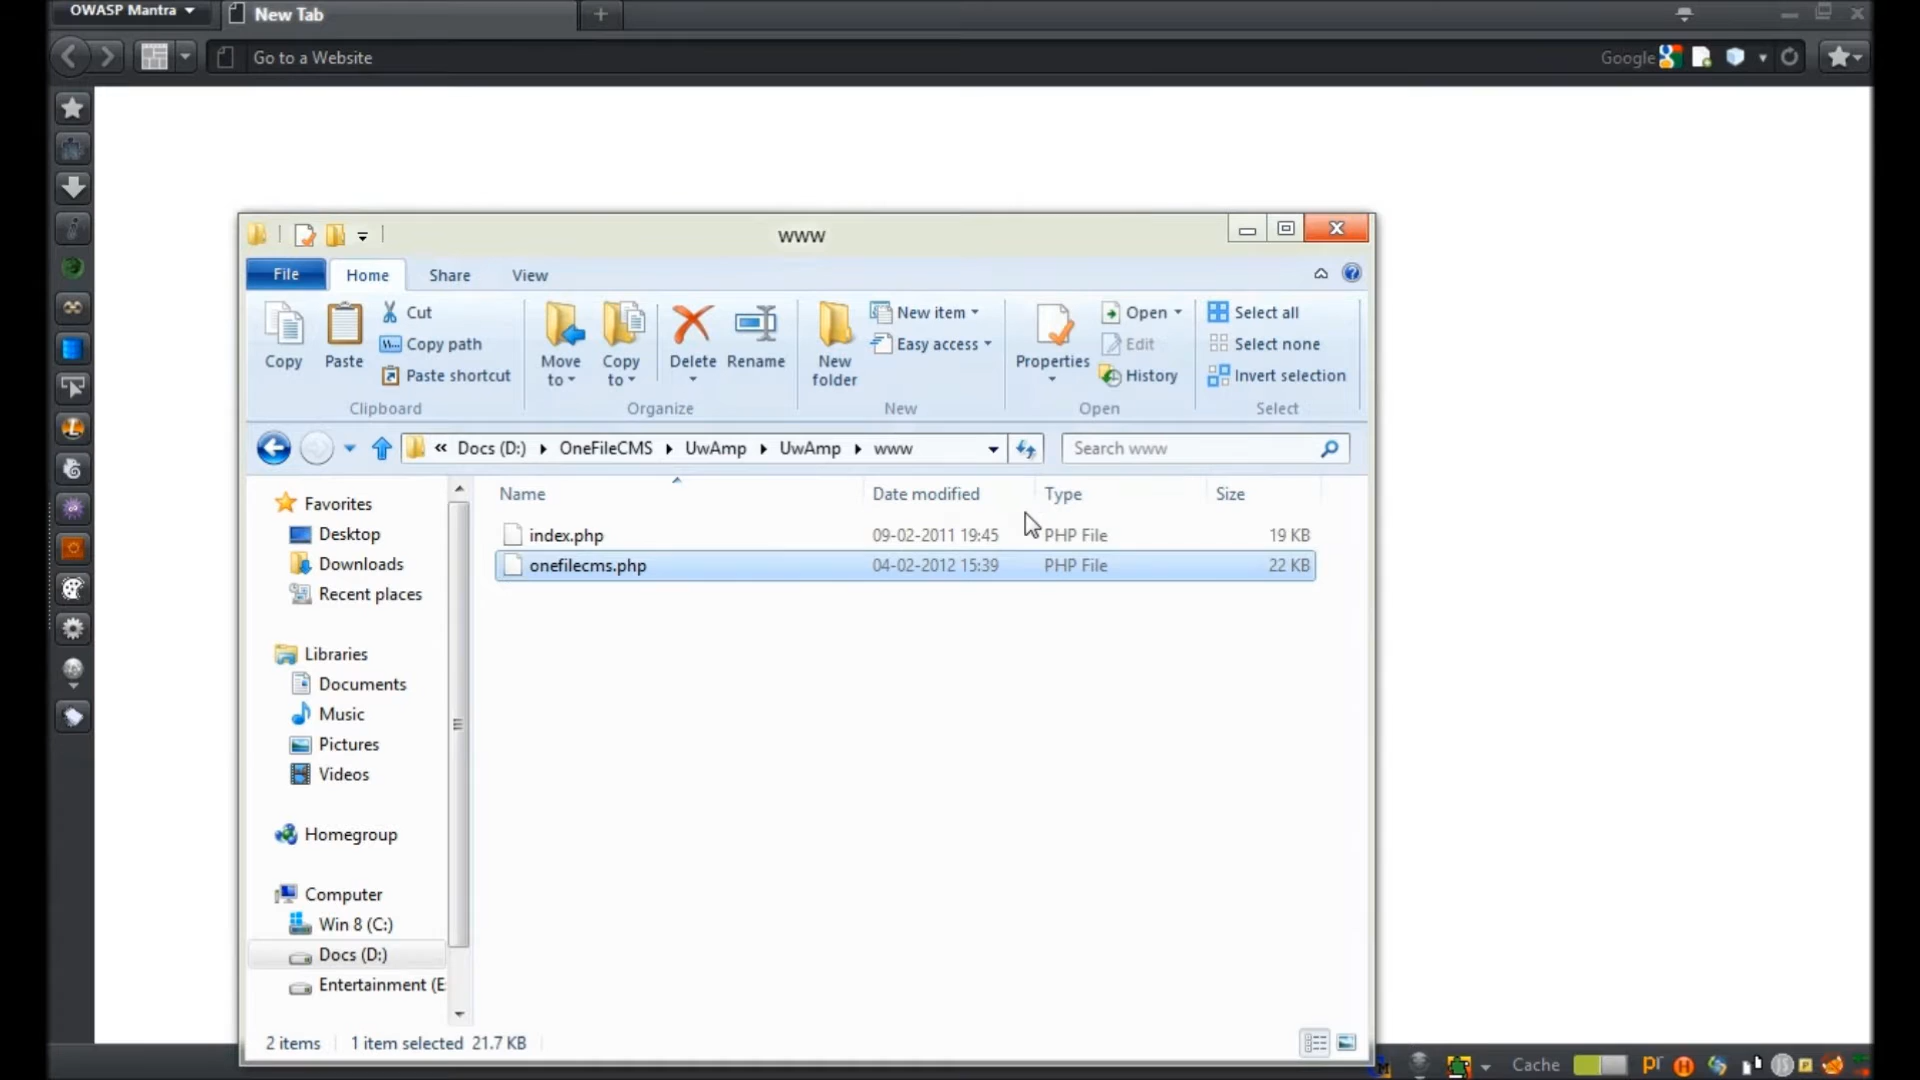 OWASP Mantra
New Tab
Go to a Website
Google
www
File Home Share View
Copy
Paste
Cut
Copy path
Paste shortcut
Clipboard
Move to
Copy to
Delete
Rename
Organize
New folder
New item
Easy access
New
Properties
Open
Edit
History
Open
Select all
Select none
Invert selection
Select
« Docs (D:) OneFileCMS UwAmp UwAmp www
Search www
Name Date modified Type Size
index.php 09-02-2011 19:45 PHP File 19 KB
onefilecms.php 04-02-2012 15:39 PHP File 22 KB
Favorites
Desktop
Downloads
Recent places
Libraries
Documents
Music
Pictures
Videos
Homegroup
Computer
Win 8 (C:)
Docs (D:)
Entertainment (E
2 items 1 item selected 21.7 KB
Cache